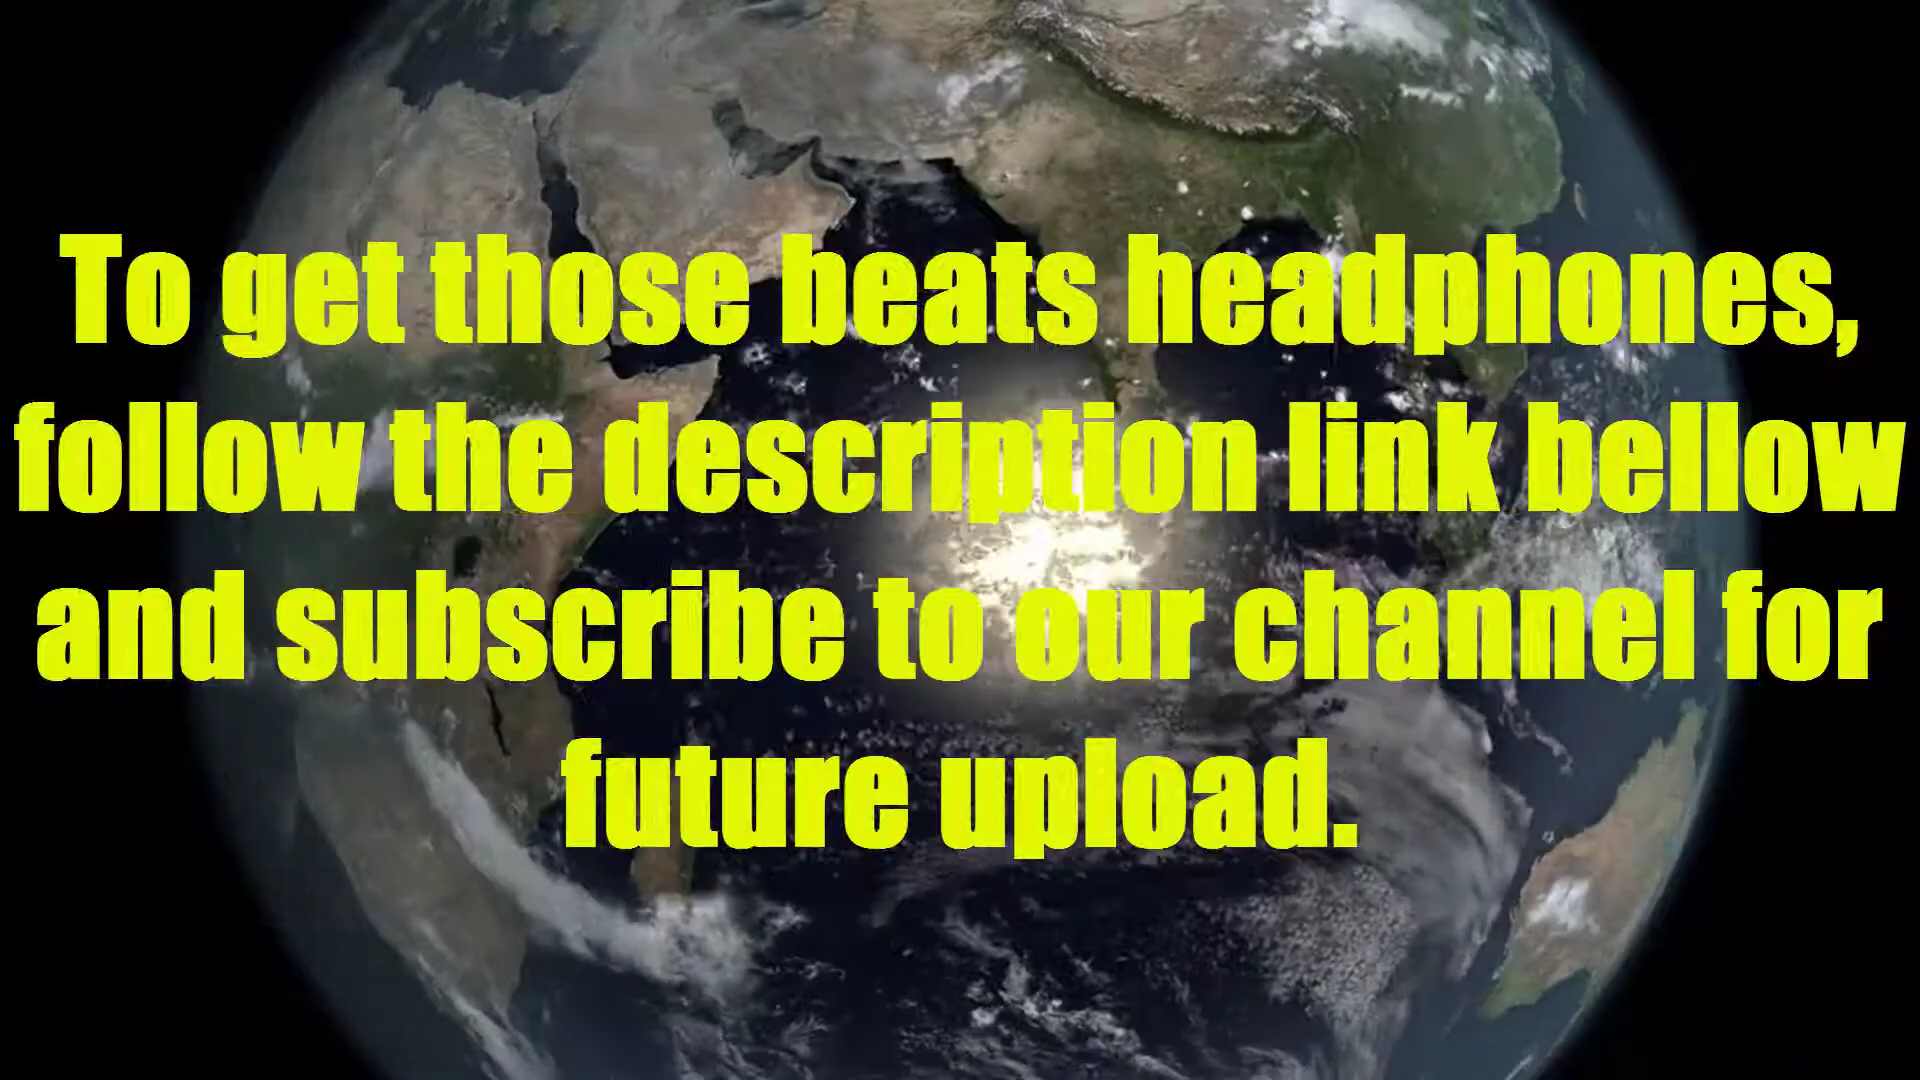 To get those beats headphones,
follow the description link bellow
and subscribe to our channel for
future upload.